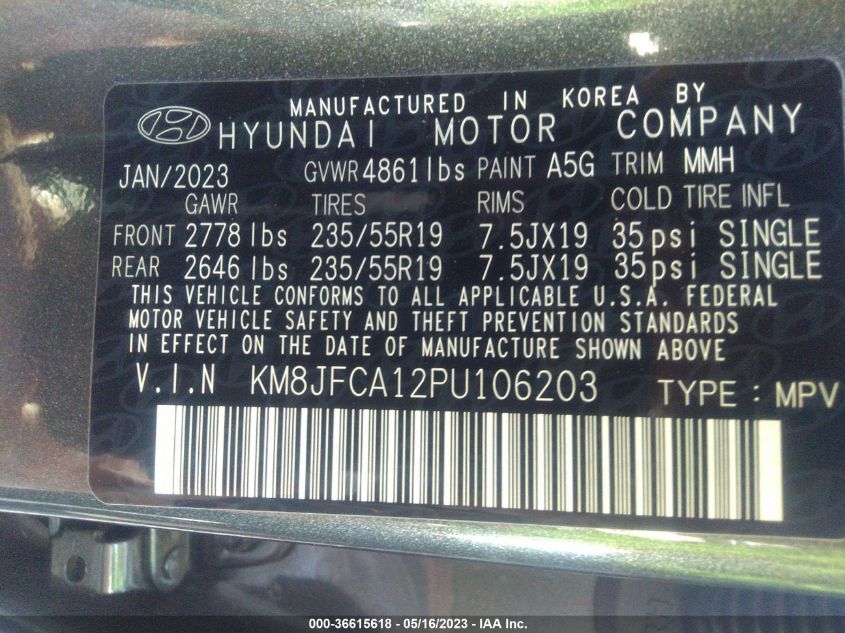 MANUFACTURED IN KOREA BY
HYUNDAI MOTOR COMPANY
JAN/2023 GVWR 4861 lbs PAINT A5G TRIM MMH
GAWR TIRES RIMS COLD TIRE INFL
FRONT 2778 lbs 235/55R19 7.5JX19 35psi SINGLE
REAR 2646 lbs 235/55R19 7.5JX19 35psi SINGLE
THIS VEHICLE CONFORMS TO ALL APPLICABLE U.S.A. FEDERAL
MOTOR VEHICLE SAFETY AND THEFT PREVENTION STANDARDS
IN EFFECT ON THE DATE OF MANUFACTURE SHOWN ABOVE
V.I.N KM8JFCA12PU106203 TYPE : MPV
000-36615618 - 05/16/2023 - IAA Inc.